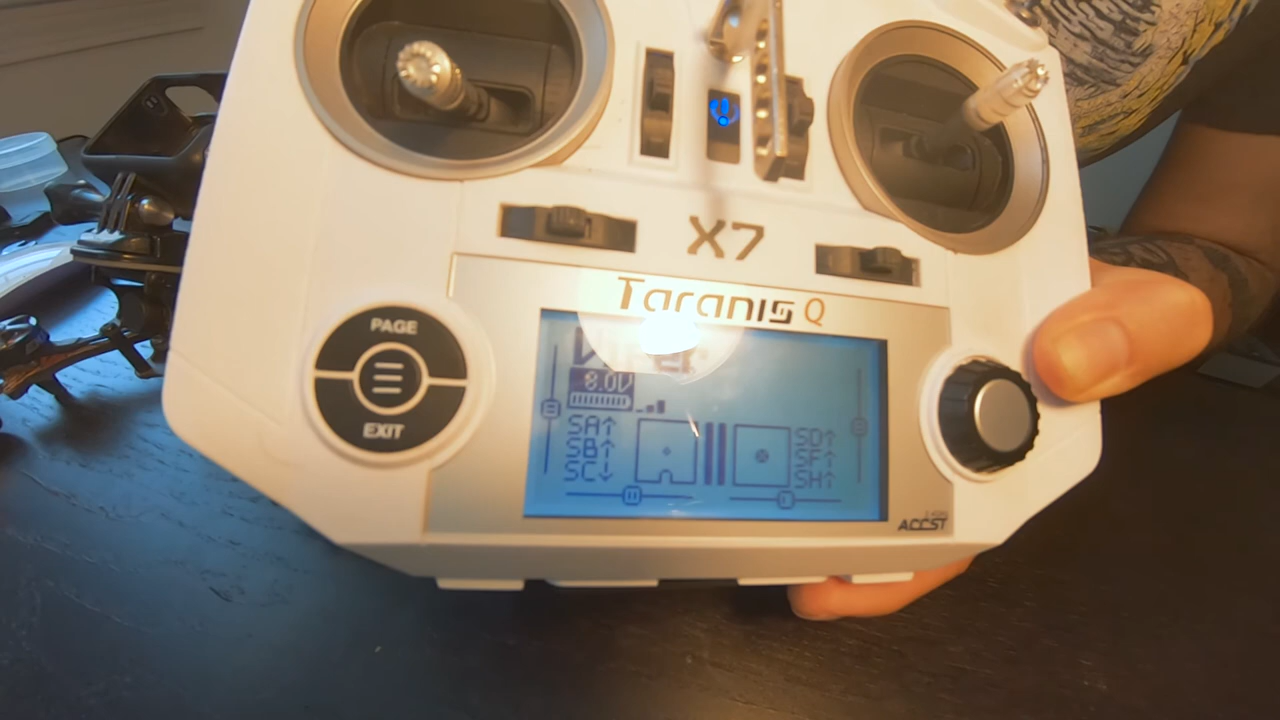 X7
Taranis Q
PAGE
EXIT
8.0V
SA↑
SB↑
SC↓
SD↑
SF↑
SH↑
ACCST